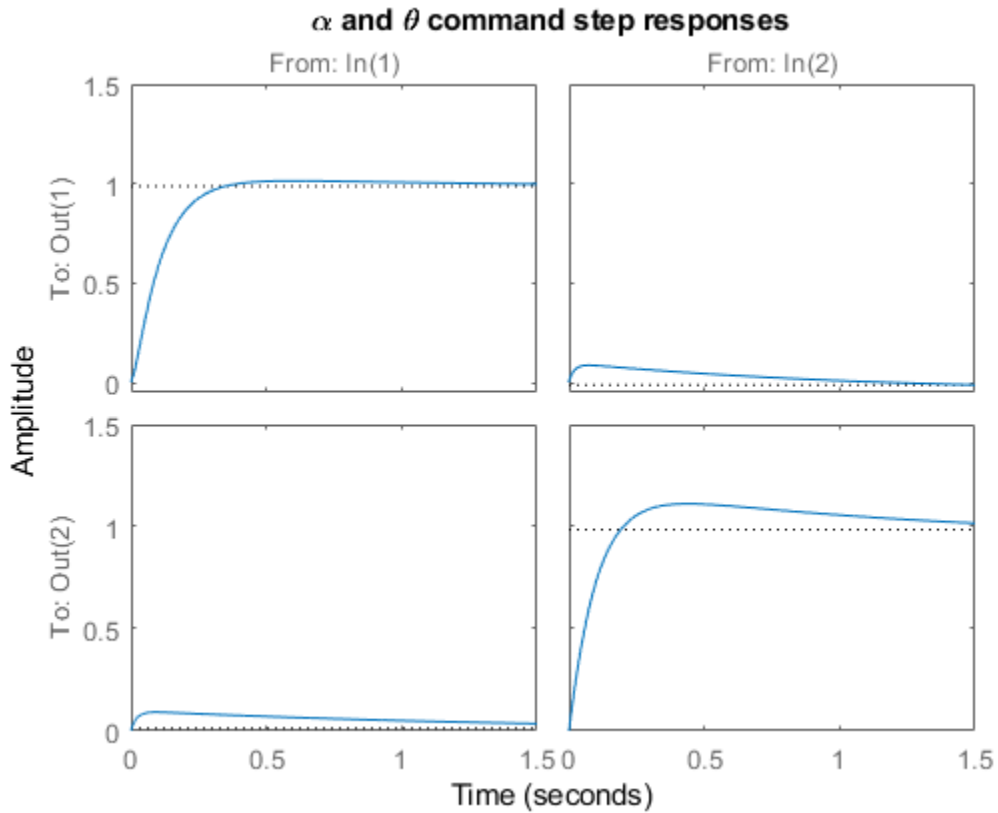 α and θ command step responses
From: In(1)
From: In(2)
1.5
1
0.5
0
To: Out(1)
Amplitude
1.5
1
0.5
0
To: Out(2)
0
0.5
1
1.5
0
0.5
1
1.5
Time (seconds)